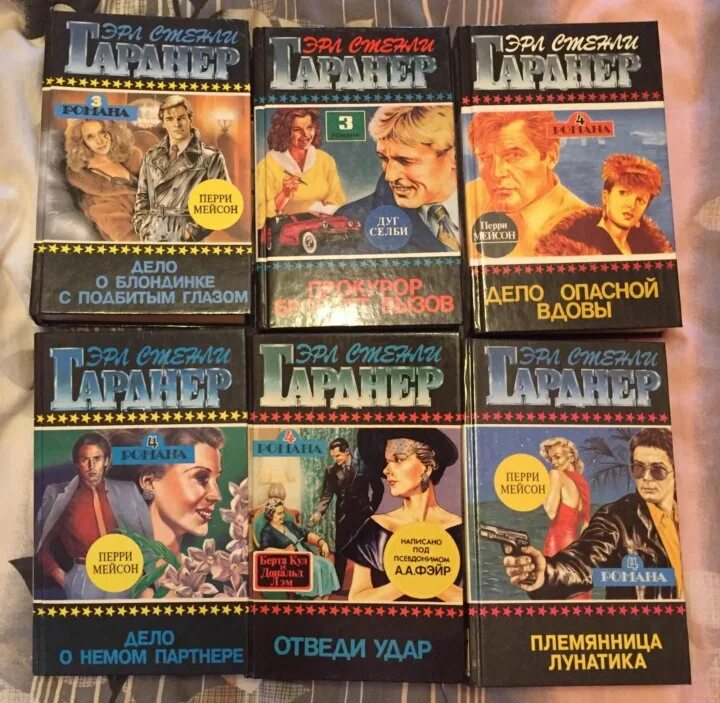 ЭРЛ СТЕНЛИ
ГАРДНЕР
3
РОМАНА
ПЕРРИ
МЕЙСОН
ДЕЛО
О БЛОНДИНКЕ
С ПОДБИТЫМ ГЛАЗОМ
ЭРЛ СТЕНЛИ
ГАРДНЕР
3
РОМАНА
ДУГ
СЕЛБИ
ПРОКУРОР
ВЫЗОВ
ЭРЛ СТЕНЛИ
ГАРДНЕР
4
РОМАНА
Перри
МЕЙСОН
ДЕЛО ОПАСНОЙ
ВДОВЫ
ЭРЛ СТЕНЛИ
ГАРДНЕР
4
РОМАНА
ПЕРРИ
МЕЙСОН
ДЕЛО
О НЕМОМ ПАРТНЕРЕ
ЭРЛ СТЕНЛИ
ГАРДНЕР
4
РОМАНА
Берта Кул
и
Дональд
Лэм
НАПИСАНО
ПОД
ПСЕВДОНИМОМ
А.А.ФЭЙР
ОТВЕДИ УДАР
ЭРЛ СТЕНЛИ
ГАРДНЕР
ПЕРРИ
МЕЙСОН
4
РОМАНА
ПЛЕМЯННИЦА
ЛУНАТИКА